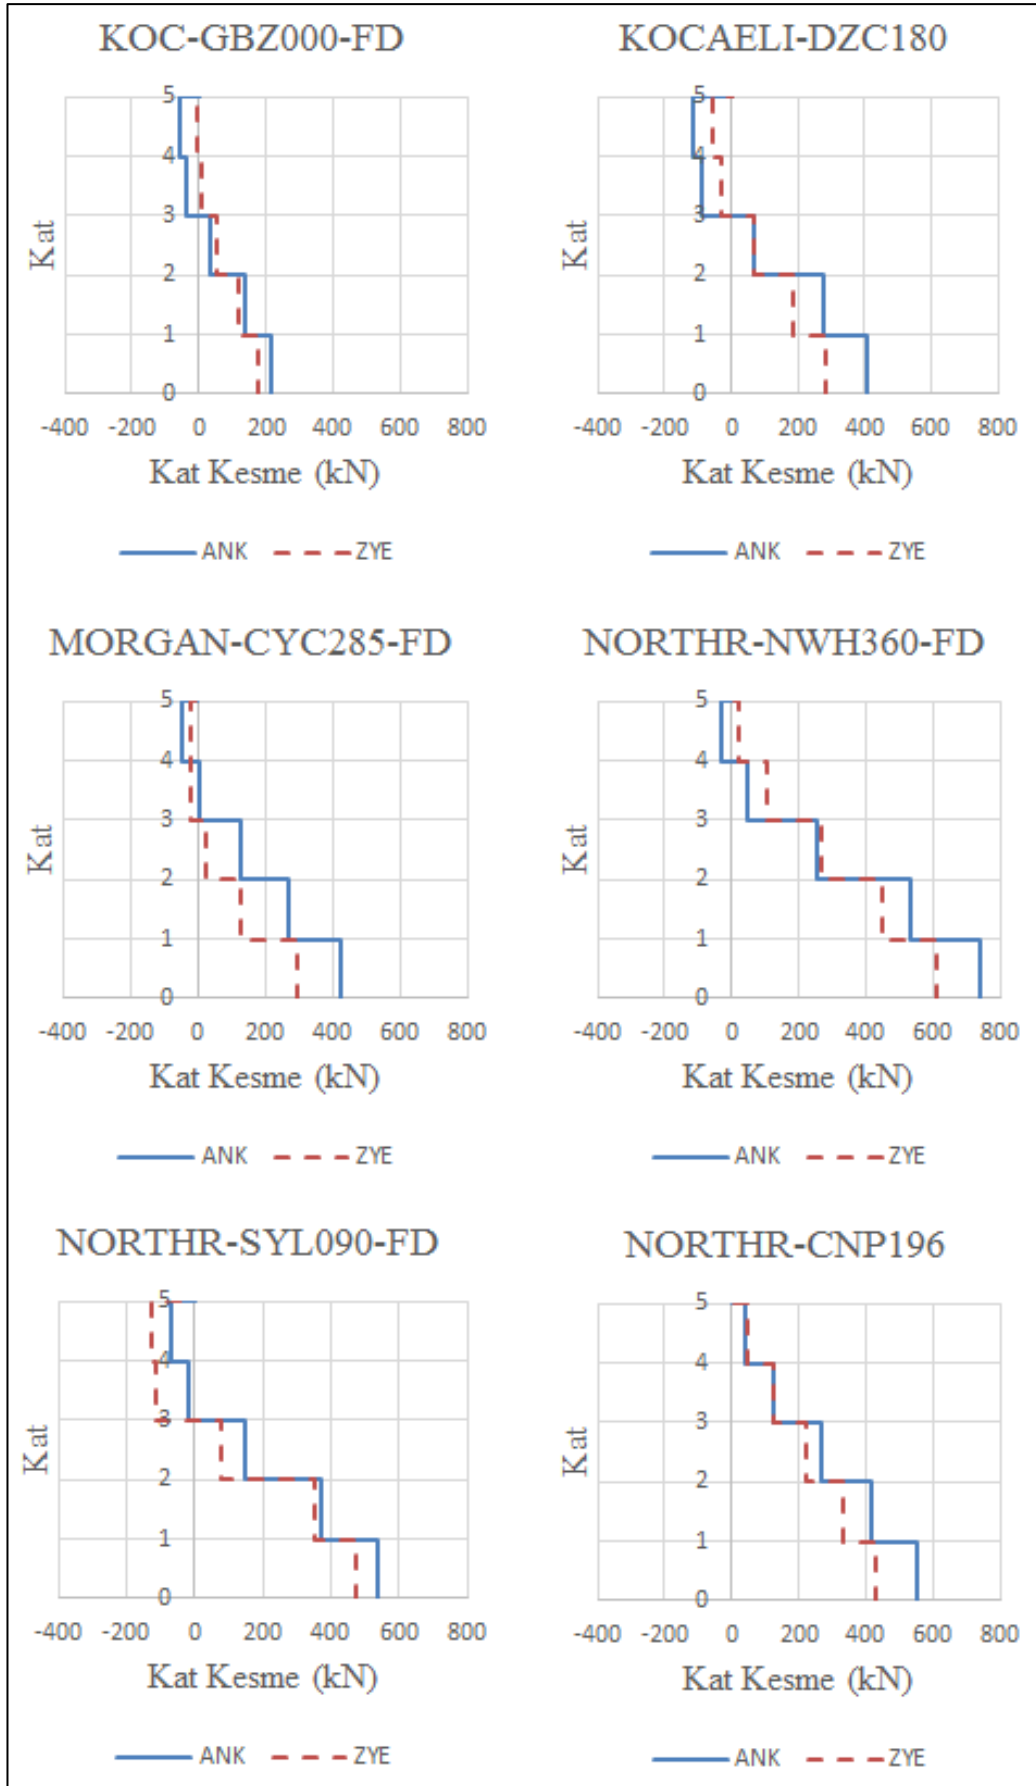 KOC-GBZ000-FD
5
4
3
2
1
0
Kat
-400 -200 0 200 400 600 800
Kat Kesme (kN)
ANK ZYE
KOCAELI-DZC180
5
4
3
2
1
0
Kat
-400 -200 0 200 400 600 800
Kat Kesme (kN)
ANK ZYE
MORGAN-CYC285-FD
5
4
3
2
1
0
Kat
-400 -200 0 200 400 600 800
Kat Kesme (kN)
ANK ZYE
NORTHR-NWH360-FD
5
4
3
2
1
0
Kat
-400 -200 0 200 400 600 800
Kat Kesme (kN)
ANK ZYE
NORTHR-SYL090-FD
5
4
3
2
1
0
Kat
-400 -200 0 200 400 600 800
Kat Kesme (kN)
ANK ZYE
NORTHR-CNP196
5
4
3
2
1
0
Kat
-400 -200 0 200 400 600 800
Kat Kesme (kN)
ANK ZYE